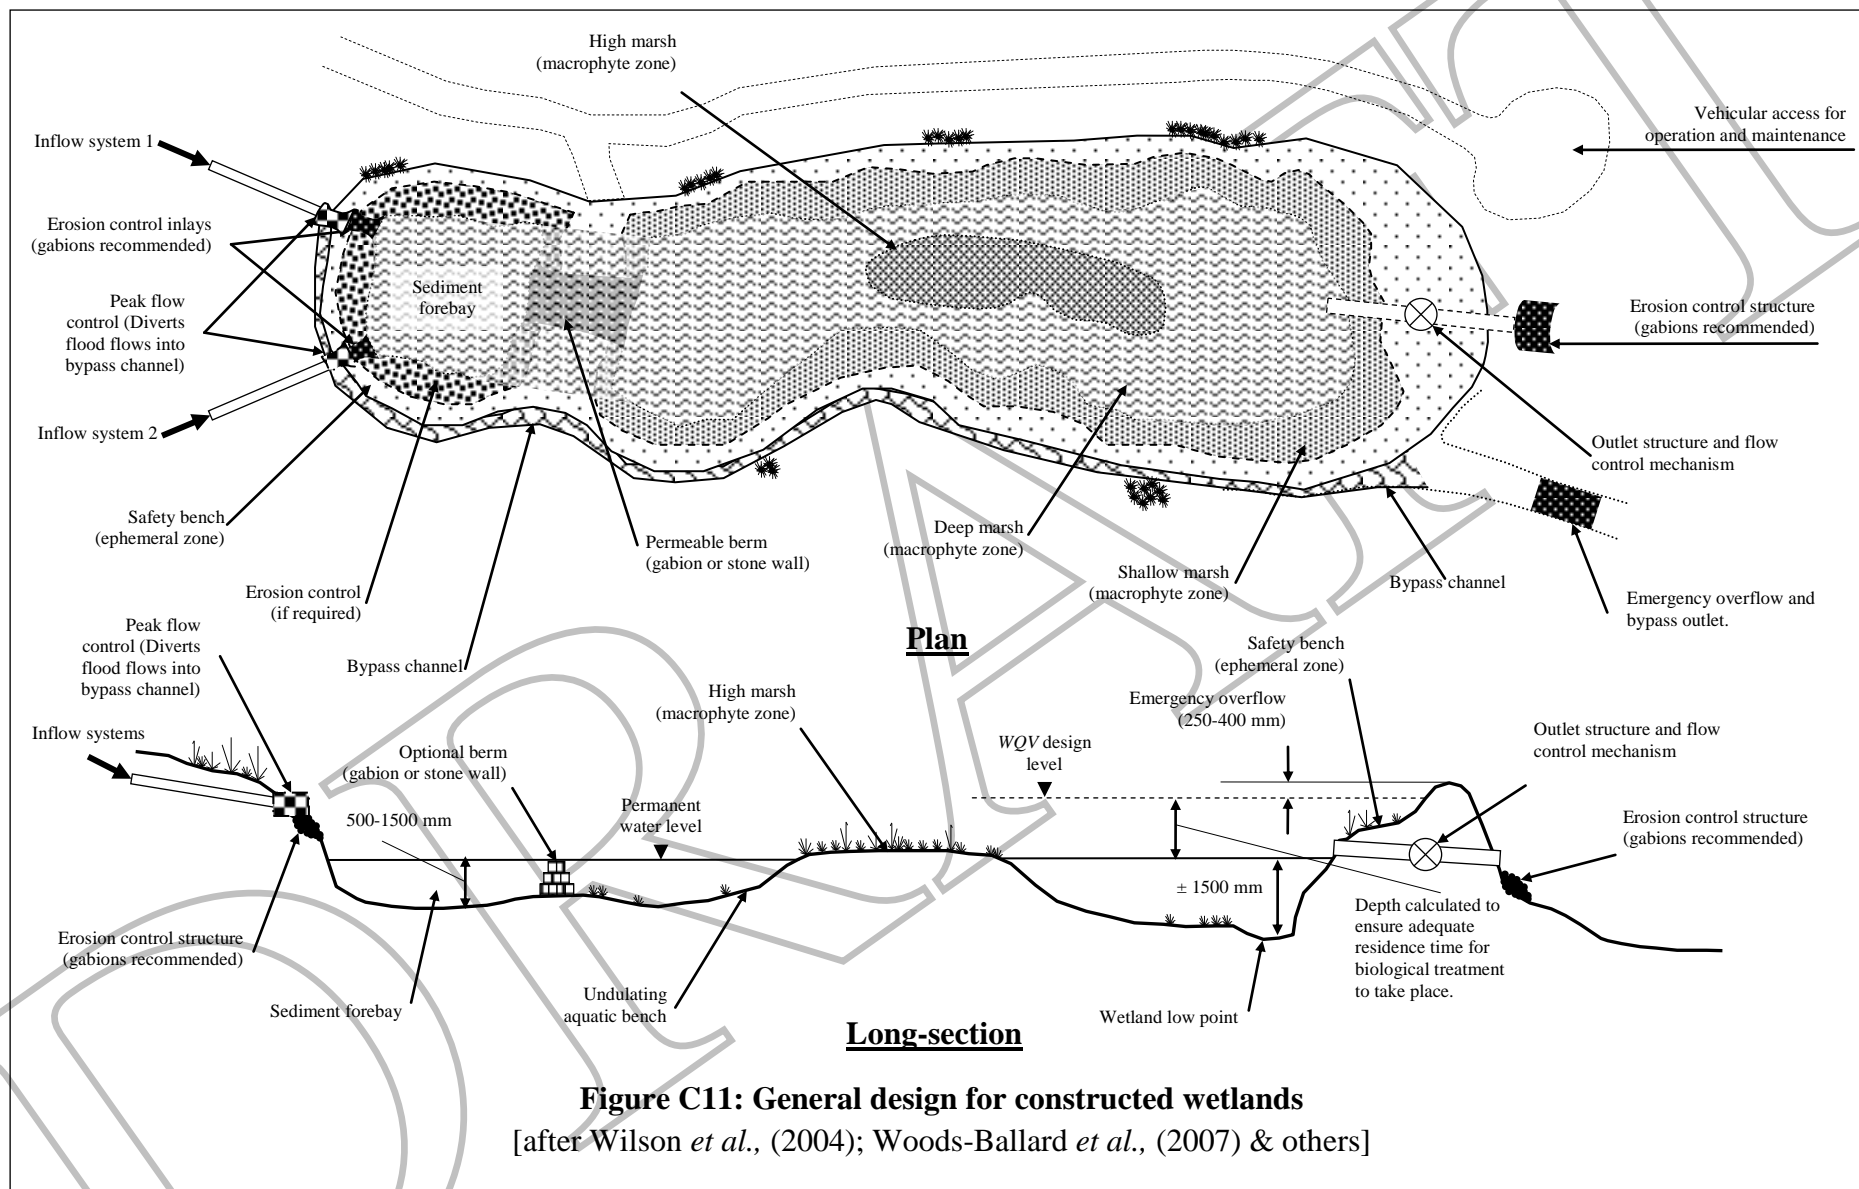 High marsh
(macrophyte zone)
Vehicular access for
operation and maintenance
Inflow system 1
Erosion control inlays
(gabions recommended)
Sediment
forebay
Peak flow
control (Diverts
flood flows into
bypass channel)
Erosion control structure
(gabions recommended)
Inflow system 2
Outlet structure and flow
control mechanism
Safety bench
(ephemeral zone)
Permeable berm
(gabion or stone wall)
Deep marsh
(macrophyte zone)
Shallow marsh
(macrophyte zone)
Bypass channel
Erosion control
(if required)
Emergency overflow and
bypass outlet.
Bypass channel
Plan
Peak flow
control (Diverts
flood flows into
bypass channel)
Safety bench
(ephemeral zone)
High marsh
(macrophyte zone)
Emergency overflow
(250-400 mm)
Inflow systems
Optional berm
(gabion or stone wall)
WQV design
level
Outlet structure and flow
control mechanism
500-1500 mm
Permanent
water level
Erosion control structure
(gabions recommended)
± 1500 mm
Depth calculated to
ensure adequate
residence time for
biological treatment
to take place.
Erosion control structure
(gabions recommended)
Sediment forebay
Undulating
aquatic bench
Wetland low point
Long-section
Figure C11: General design for constructed wetlands
[after Wilson et al., (2004); Woods-Ballard et al., (2007) & others]
DRAFT